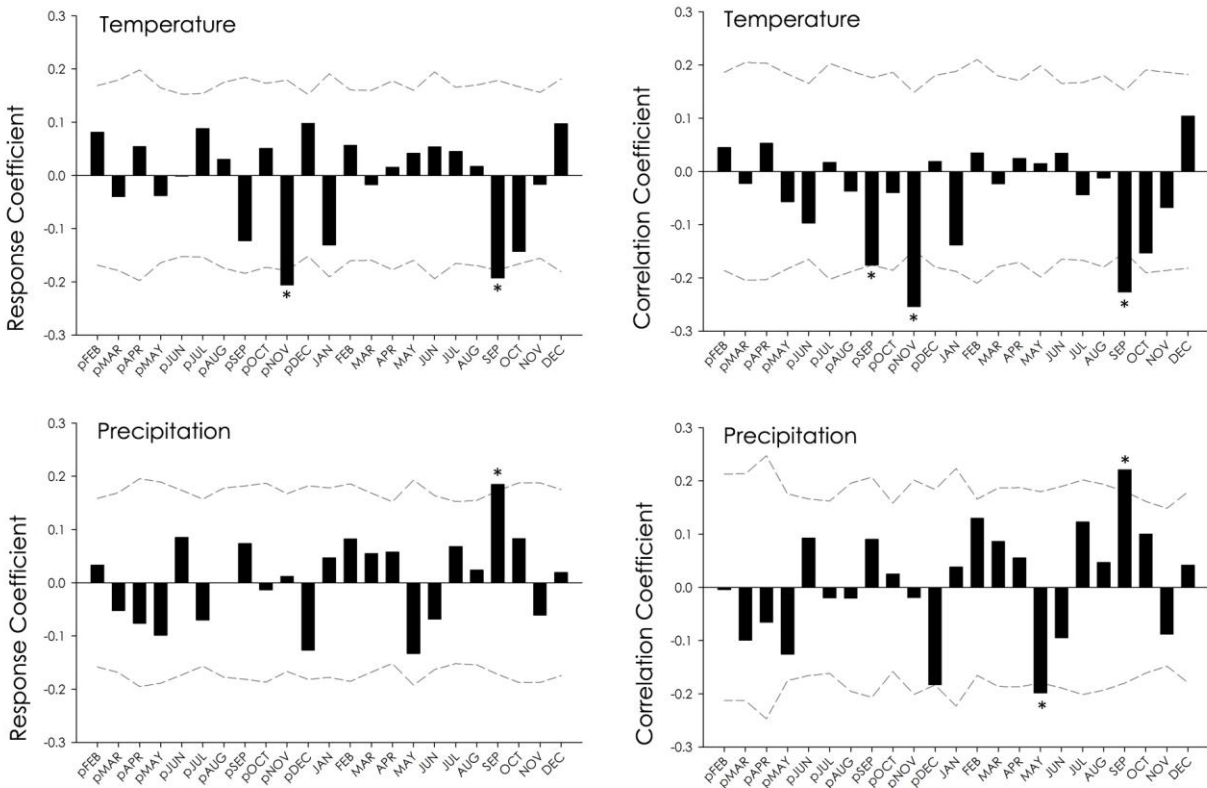 Temperature
Response Coefficient
0.3
0.2
0.1
0.0
-0.1
-0.2
-0.3
* *
pFEB pMAR pAPR pMAY pJUN pJUL pAUG pSEP pOCT pNOV pDEC JAN FEB MAR APR MAY JUN JUL AUG SEP OCT NOV DEC
Temperature
Correlation Coefficient
0.3
0.2
0.1
0.0
-0.1
-0.2
-0.3
* * *
pFEB pMAR pAPR pMAY pJUN pJUL pAUG pSEP pOCT pNOV pDEC JAN FEB MAR APR MAY JUN JUL AUG SEP OCT NOV DEC
Precipitation
Response Coefficient
0.3
0.2
0.1
0.0
-0.1
-0.2
-0.3
*
pFEB pMAR pAPR pMAY pJUN pJUL pAUG pSEP pOCT pNOV pDEC JAN FEB MAR APR MAY JUN JUL AUG SEP OCT NOV DEC
Precipitation
Correlation Coefficient
0.3
0.2
0.1
0.0
-0.1
-0.2
-0.3
* *
pFEB pMAR pAPR pMAY pJUN pJUL pAUG pSEP pOCT pNOV pDEC JAN FEB MAR APR MAY JUN JUL AUG SEP OCT NOV DEC